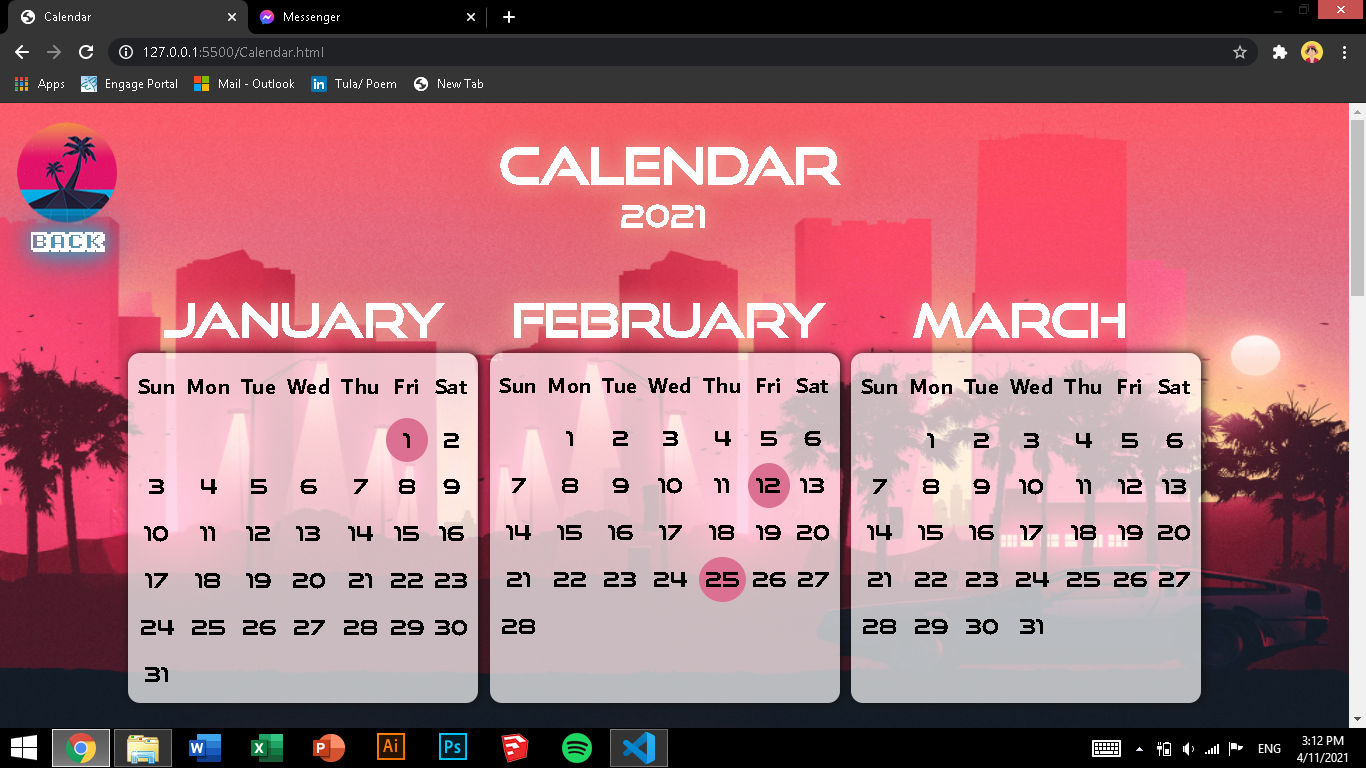 Calendar
Messenger
127.0.0.1:5500/Calendar.html
Apps Engage Portal Mail - Outlook in Tula/ Poem New Tab
CALENDAR
2021
BACK
JANUARY
Sun Mon Tue Wed Thu Fri Sat
1 2
3 4 5 6 7 8 9
10 11 12 13 14 15 16
17 18 19 20 21 22 23
24 25 26 27 28 29 30
31
FEBRUARY
Sun Mon Tue Wed Thu Fri Sat
1 2 3 4 5 6
7 8 9 10 11 12 13
14 15 16 17 18 19 20
21 22 23 24 25 26 27
28
MARCH
Sun Mon Tue Wed Thu Fri Sat
1 2 3 4 5 6
7 8 9 10 11 12 13
14 15 16 17 18 19 20
21 22 23 24 25 26 27
28 29 30 31
W X P Ai Ps
ENG
3:12 PM
4/11/2021